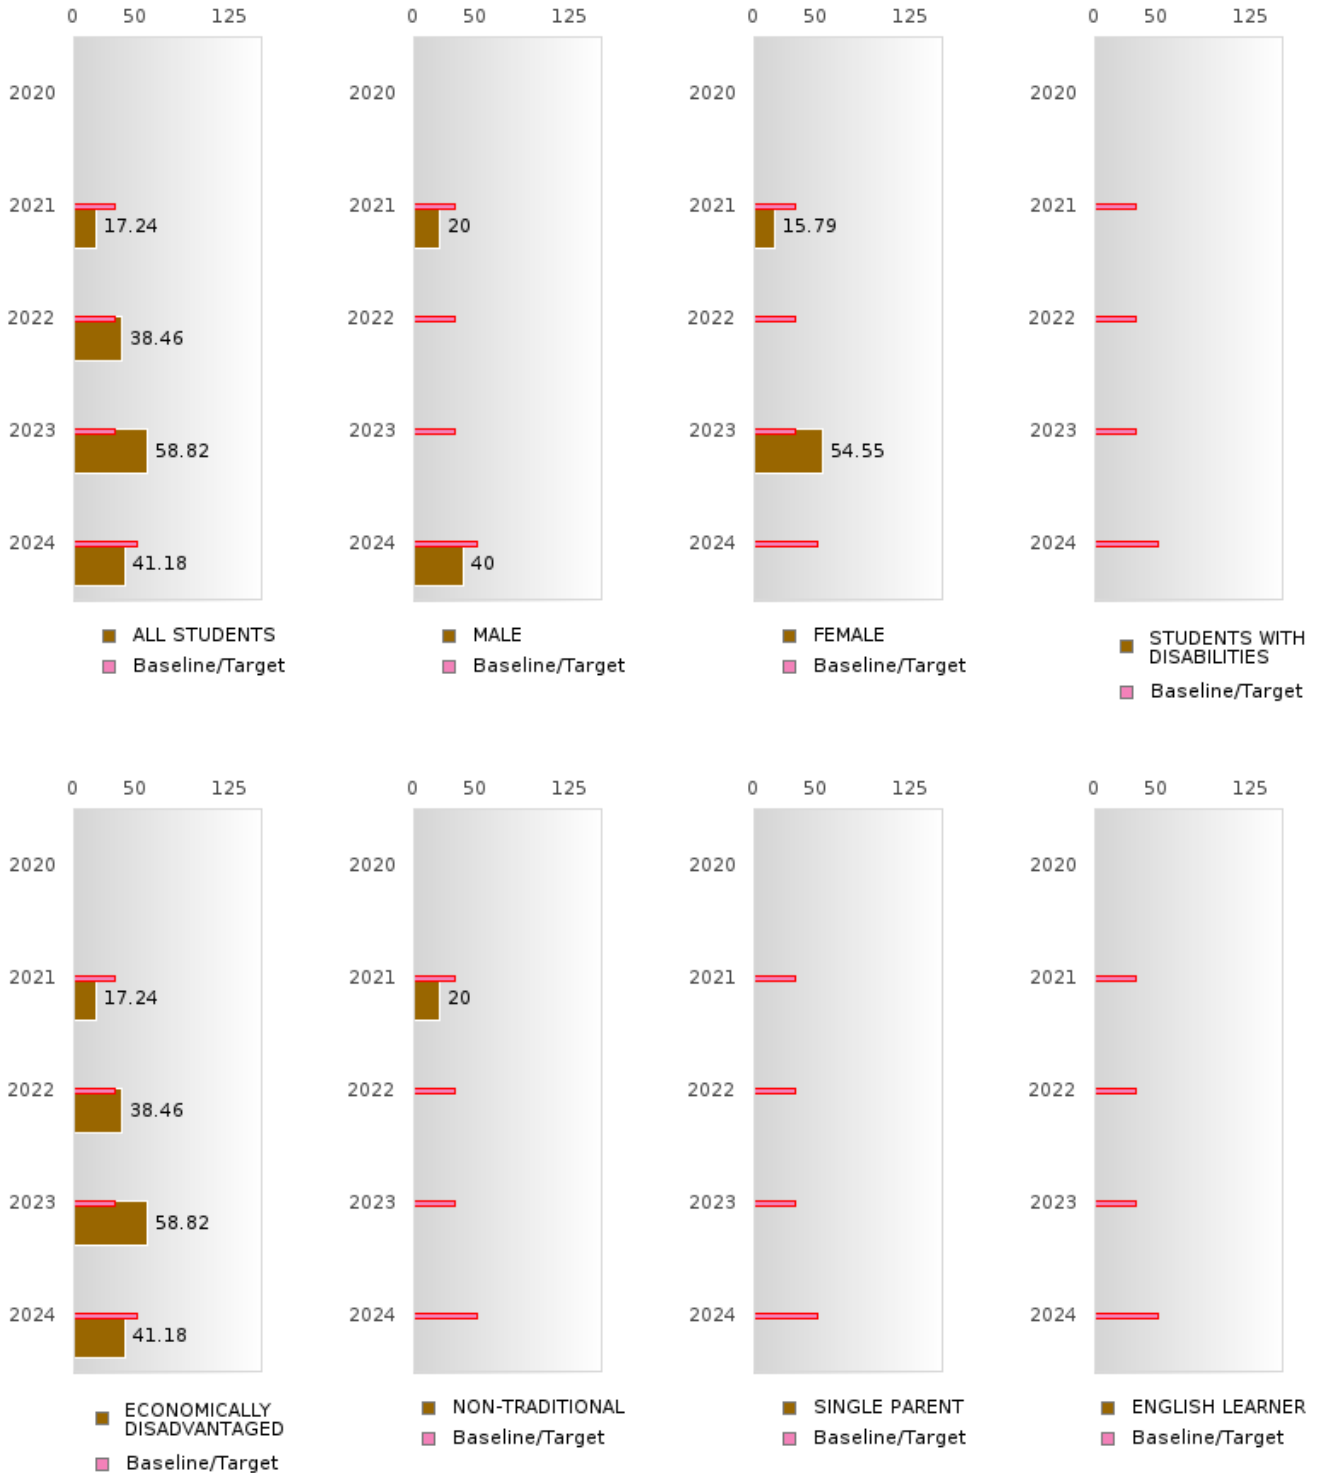 0 50 125 0 50 125 0 50 125 0 50 125
2020 2020 2020 2020
2021 17.24 2021 20 2021 15.79 2021
2022 38.46 2022 2022 2022
2023 58.82 2023 2023 54.55 2023
2024 41.18 2024 40 2024 2024
ALL STUDENTS MALE FEMALE STUDENTS WITH
DISABILITIES
Baseline/Target Baseline/Target Baseline/Target Baseline/Target
0 50 125 0 50 125 0 50 125 0 50 125
2020 2020 2020 2020
2021 17.24 2021 20 2021 2021
2022 38.46 2022 2022 2022
2023 58.82 2023 2023 2023
2024 41.18 2024 2024 2024
ECONOMICALLY NON-TRADITIONAL SINGLE PARENT ENGLISH LEARNER
DISADVANTAGED
Baseline/Target Baseline/Target Baseline/Target Baseline/Target